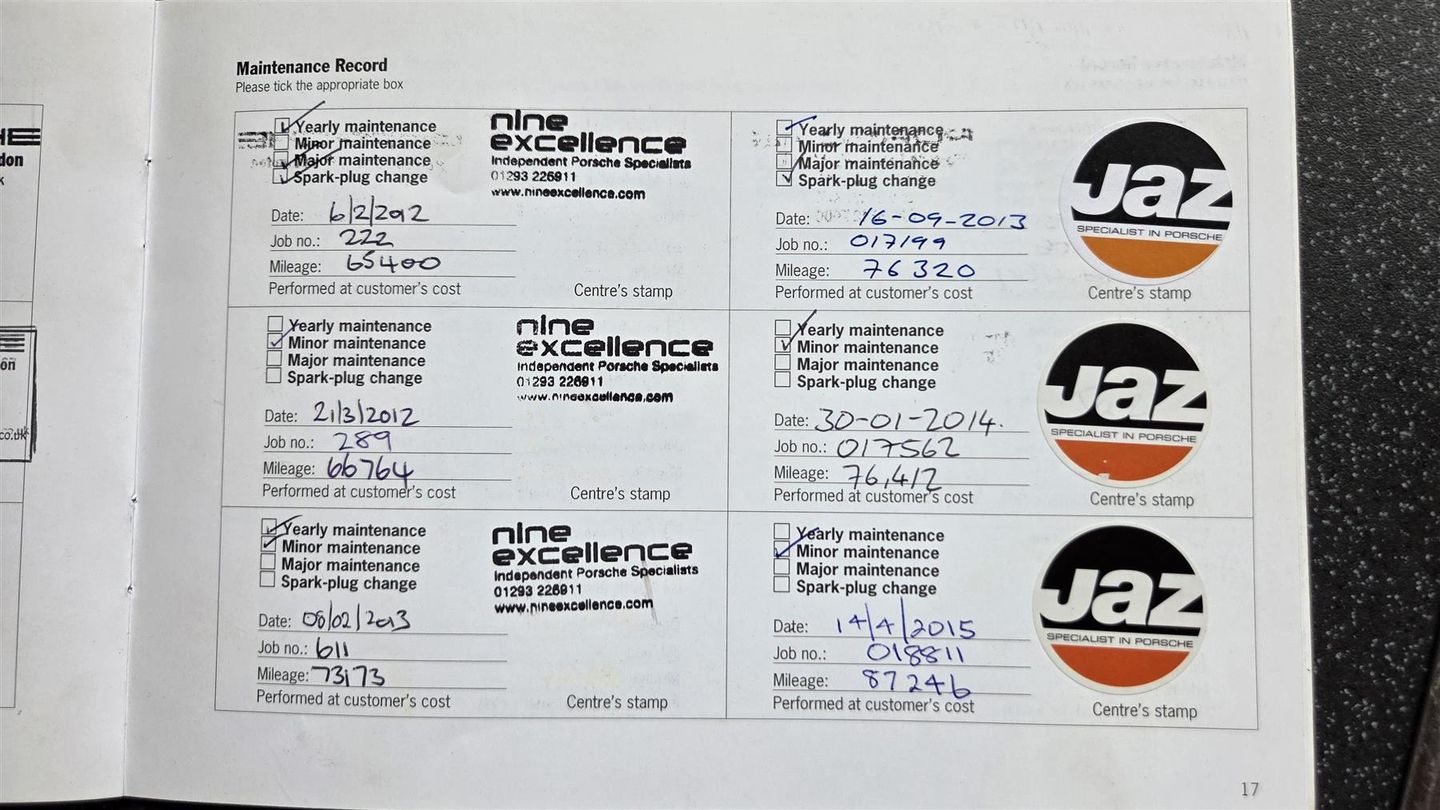 Maintenance Record
Please tick the appropriate box
Yearly maintenance
Minor maintenance
Major maintenance
Spark-plug change
Date: 6/2/2012
Job no.: 222
Mileage: 65400
Performed at customer's cost
nine
excellence
Independent Porsche Specialists
01293 226911
www.nineexcellence.com
Centre's stamp
Yearly maintenance
Minor maintenance
Major maintenance
Spark-plug change
Date: 16-09-2013
Job no.: 017199
Mileage: 76320
Performed at customer's cost
JAZ
SPECIALIST IN PORSCHE
Centre's stamp
Yearly maintenance
Minor maintenance
Major maintenance
Spark-plug change
Date: 21/3/2012
Job no.: 289
Mileage: 66764
Performed at customer's cost
nine
excellence
Independent Porsche Specialists
01293 226911
www.nineexcellence.com
Centre's stamp
Yearly maintenance
Minor maintenance
Major maintenance
Spark-plug change
Date: 30-01-2014.
Job no.: 017562
Mileage: 76,412
Performed at customer's cost
JAZ
SPECIALIST IN PORSCHE
Centre's stamp
Yearly maintenance
Minor maintenance
Major maintenance
Spark-plug change
Date: 06/02/2013
Job no.: 611
Mileage: 73173
Performed at customer's cost
nine
excellence
Independent Porsche Specialists
01293 226911
www.nineexcellence.com
Centre's stamp
Yearly maintenance
Minor maintenance
Major maintenance
Spark-plug change
Date: 14/4/2015
Job no.: 018811
Mileage: 87246
Performed at customer's cost
JAZ
SPECIALIST IN PORSCHE
Centre's stamp
17